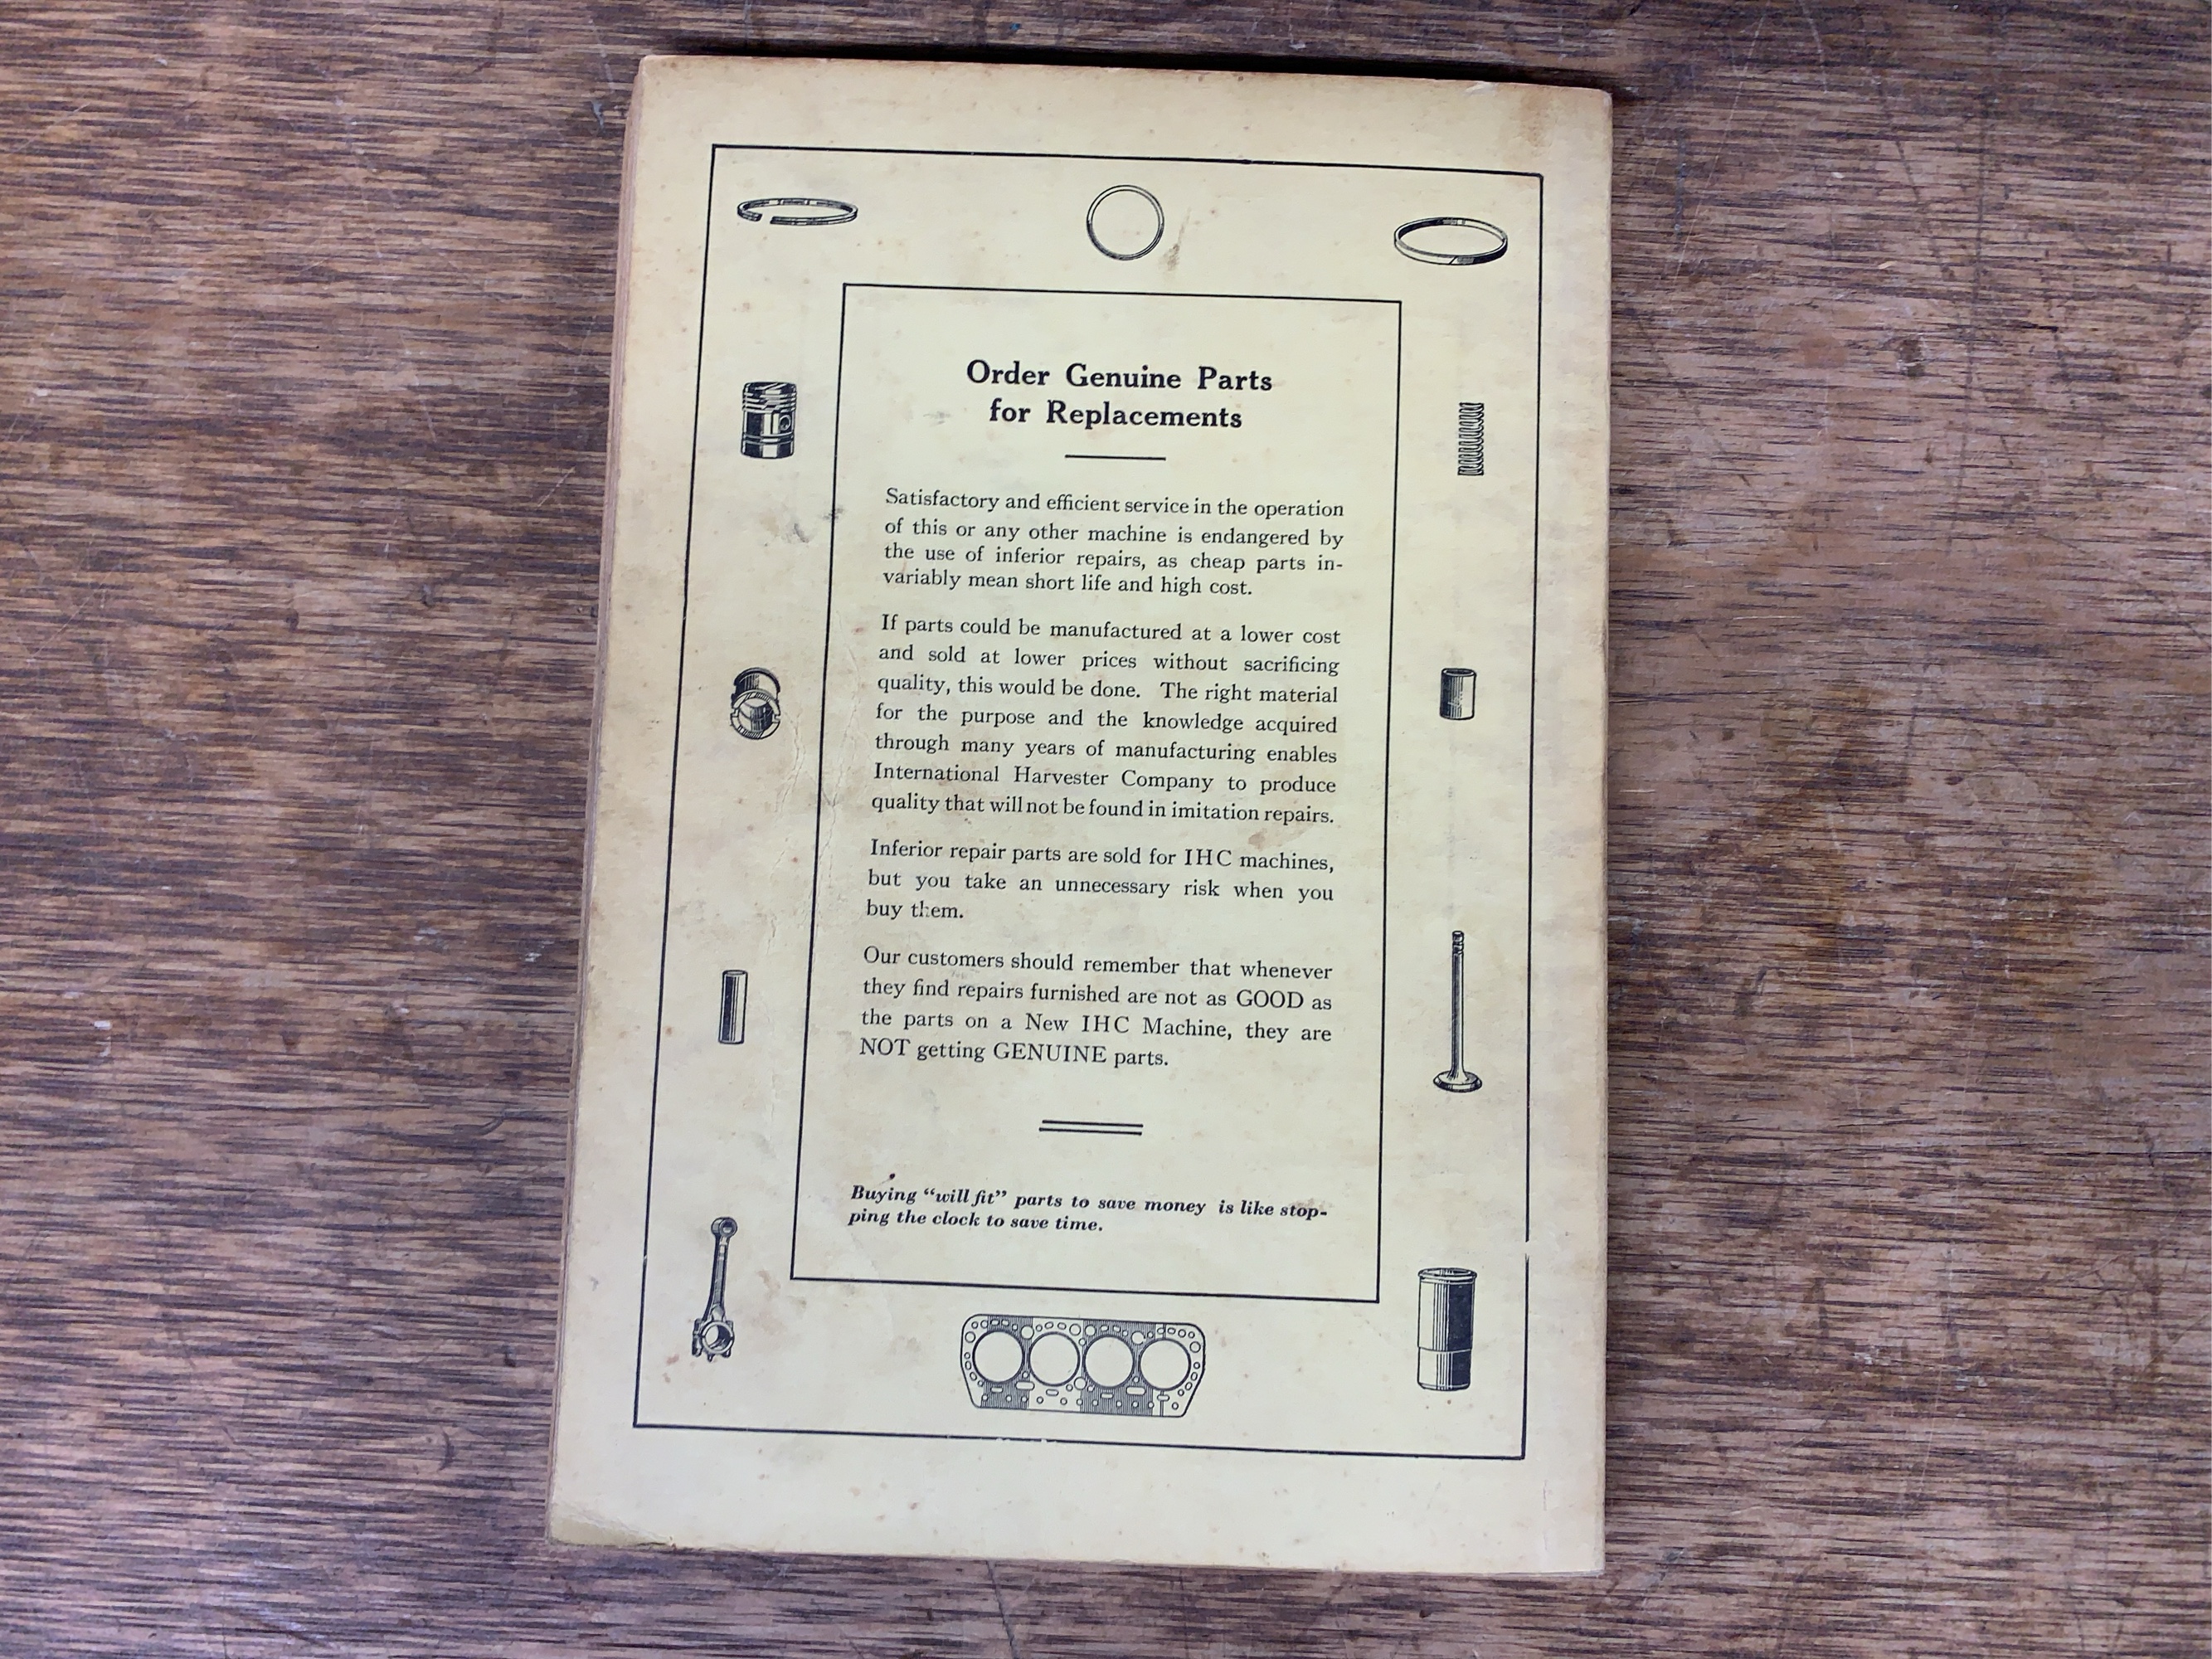 Order Genuine Parts
for Replacements
Satisfactory and efficient service in the operation
of this or any other machine is endangered by
the use of inferior repairs, as cheap parts in-
variably mean short life and high cost.
If parts could be manufactured at a lower cost
and sold at lower prices without sacrificing
quality, this would be done. The right material
for the purpose and the knowledge acquired
through many years of manufacturing enables
International Harvester Company to produce
quality that will not be found in imitation repairs.
Inferior repair parts are sold for IHC machines,
but you take an unnecessary risk when you
buy them.
Our customers should remember that whenever
they find repairs furnished are not as GOOD as
the parts on a New IHC Machine, they are
NOT getting GENUINE parts.
Buying “will fit” parts to save money is like stop-
ping the clock to save time.